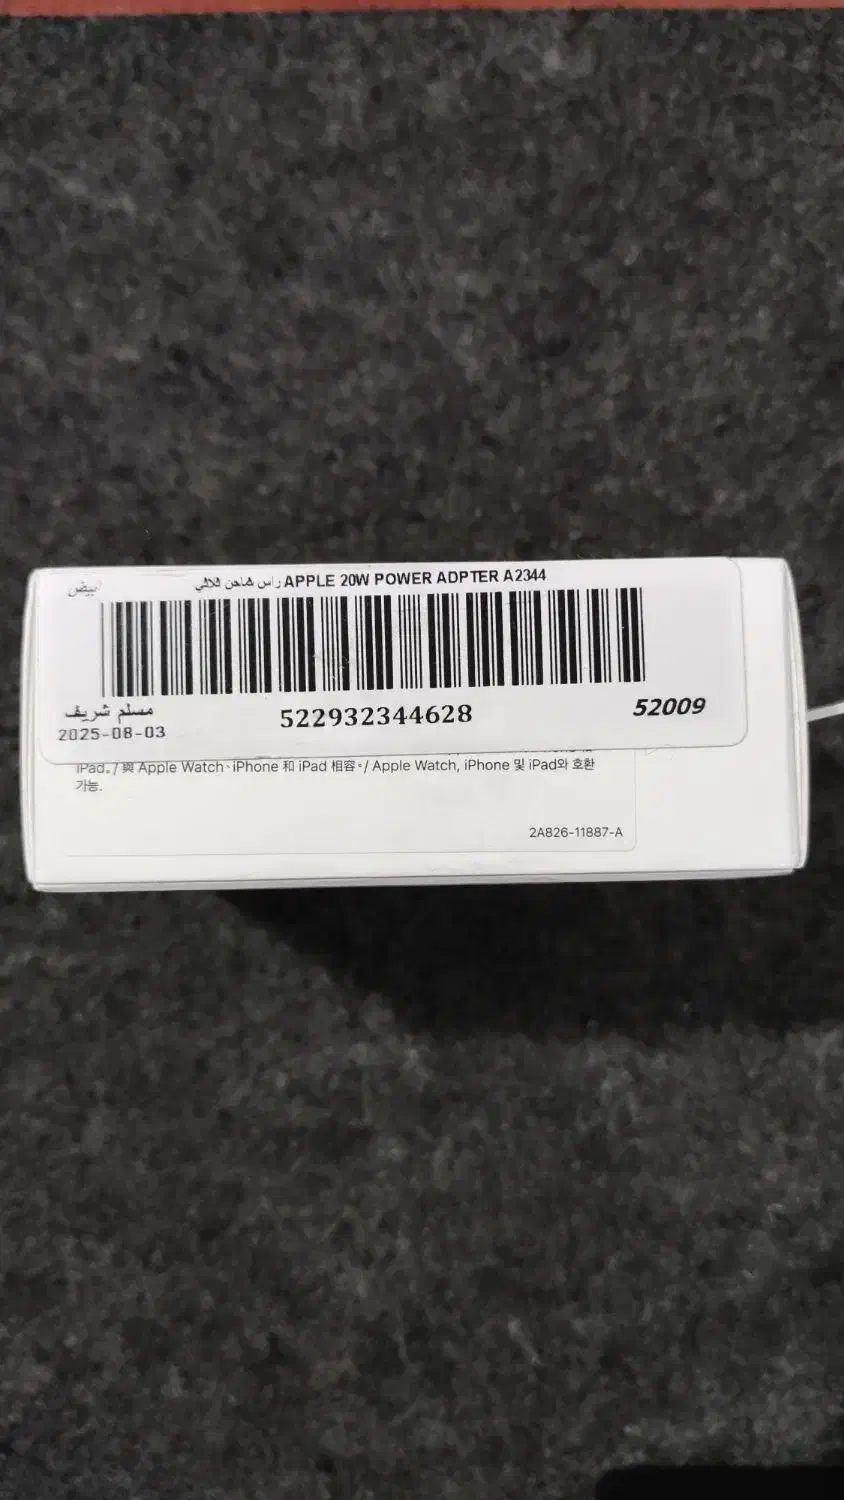 راس شاحن ثلاثي APPLE 20W POWER ADPTER A2344
ابيض
مسلم شريف
2025-08-03
522932344628
52009
iPad。/ 與 Apple Watch、iPhone 和 iPad 相容。/ Apple Watch, iPhone 및 iPad와 호환
가능.
2A826-11887-A